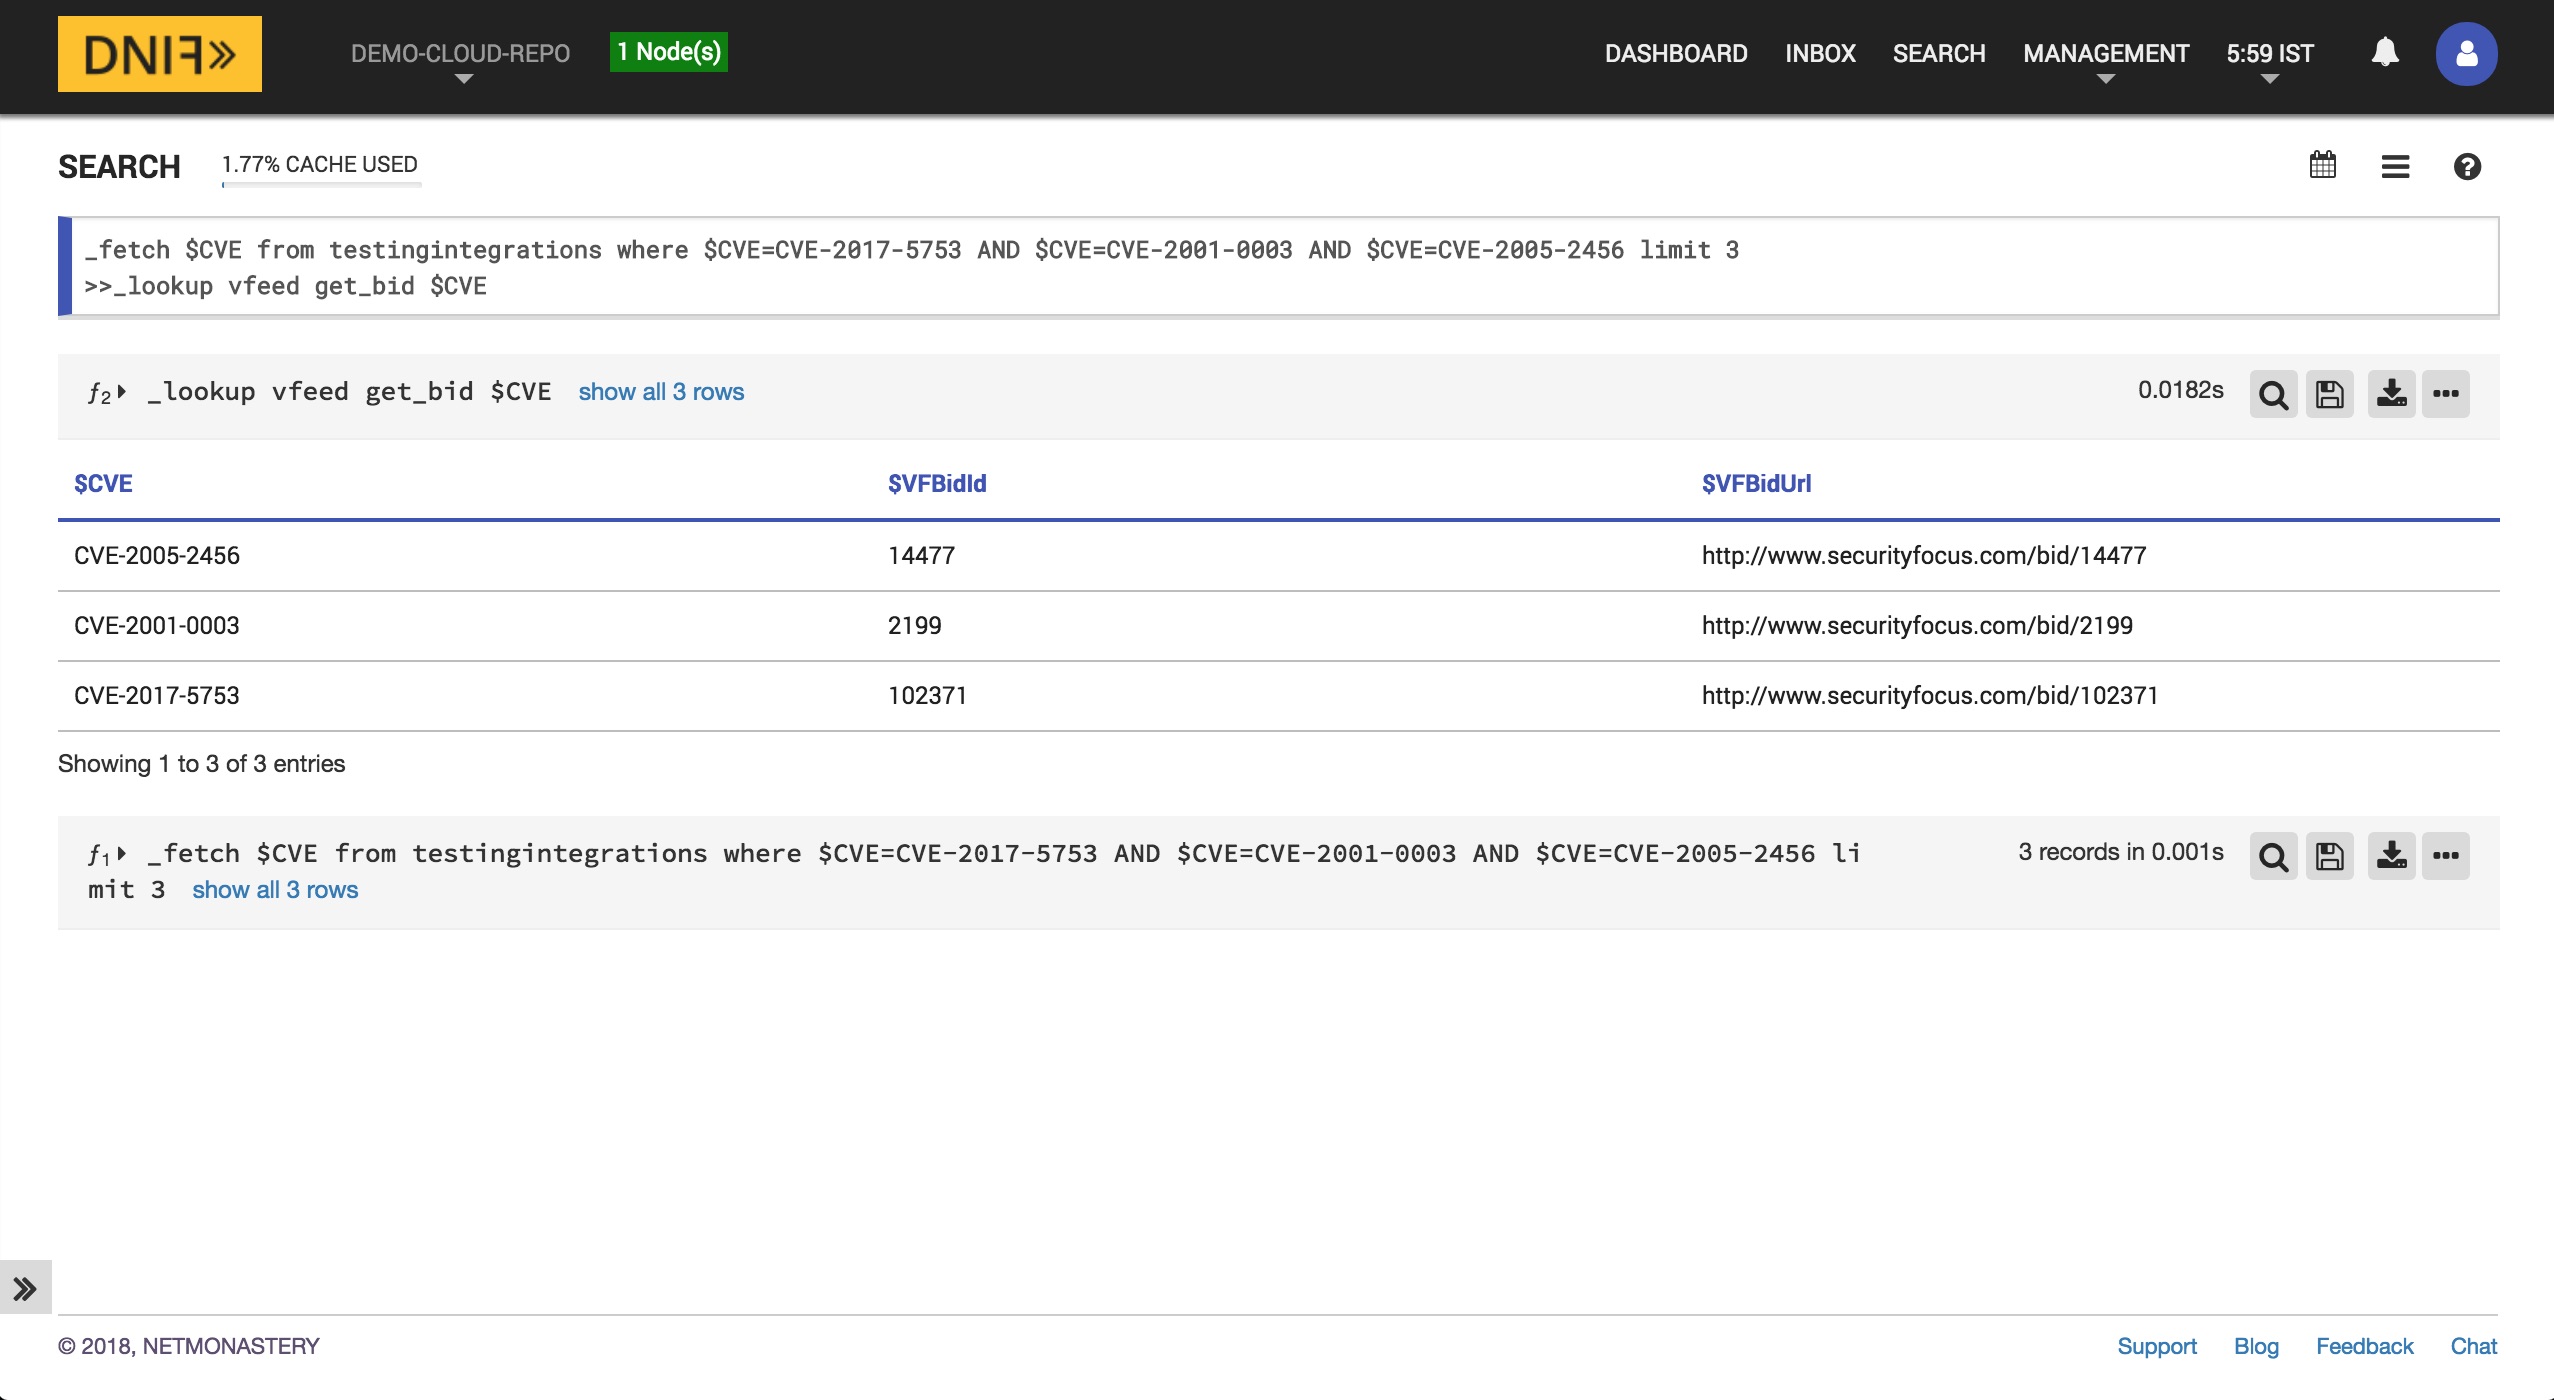 DNIF»
DEMO-CLOUD-REPO
1 Node(s)
DASHBOARD INBOX SEARCH MANAGEMENT 5:59 IST
SEARCH
1.77% CACHE USED
_fetch $CVE from testingintegrations where $CVE=CVE-2017-5753 AND $CVE=CVE-2001-0003 AND $CVE=CVE-2005-2456 limit 3
>>_lookup vfeed get_bid $CVE
ƒ2 _lookup vfeed get_bid $CVE show all 3 rows 0.0182s
$CVE $VFBidId $VFBidUrl
CVE-2005-2456 14477 http://www.securityfocus.com/bid/14477
CVE-2001-0003 2199 http://www.securityfocus.com/bid/2199
CVE-2017-5753 102371 http://www.securityfocus.com/bid/102371
Showing 1 to 3 of 3 entries
ƒ1 _fetch $CVE from testingintegrations where $CVE=CVE-2017-5753 AND $CVE=CVE-2001-0003 AND $CVE=CVE-2005-2456 li 3 records in 0.001s
mit 3 show all 3 rows
© 2018, NETMONASTERY
Support Blog Feedback Chat